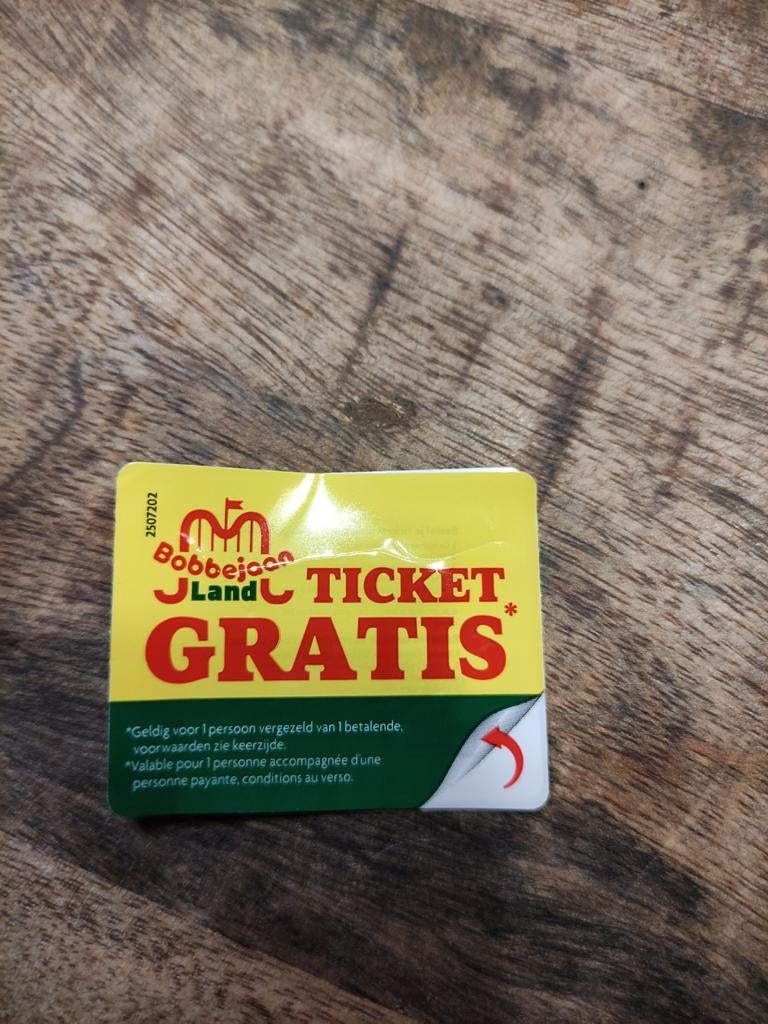 2507202
Bobbejaan
Land
TICKET
GRATIS*
*Geldig voor 1 persoon vergezeld van 1 betalende,
voorwaarden zie keerzijde.
*Valable pour 1 personne accompagnée d'une
personne payante, conditions au verso.